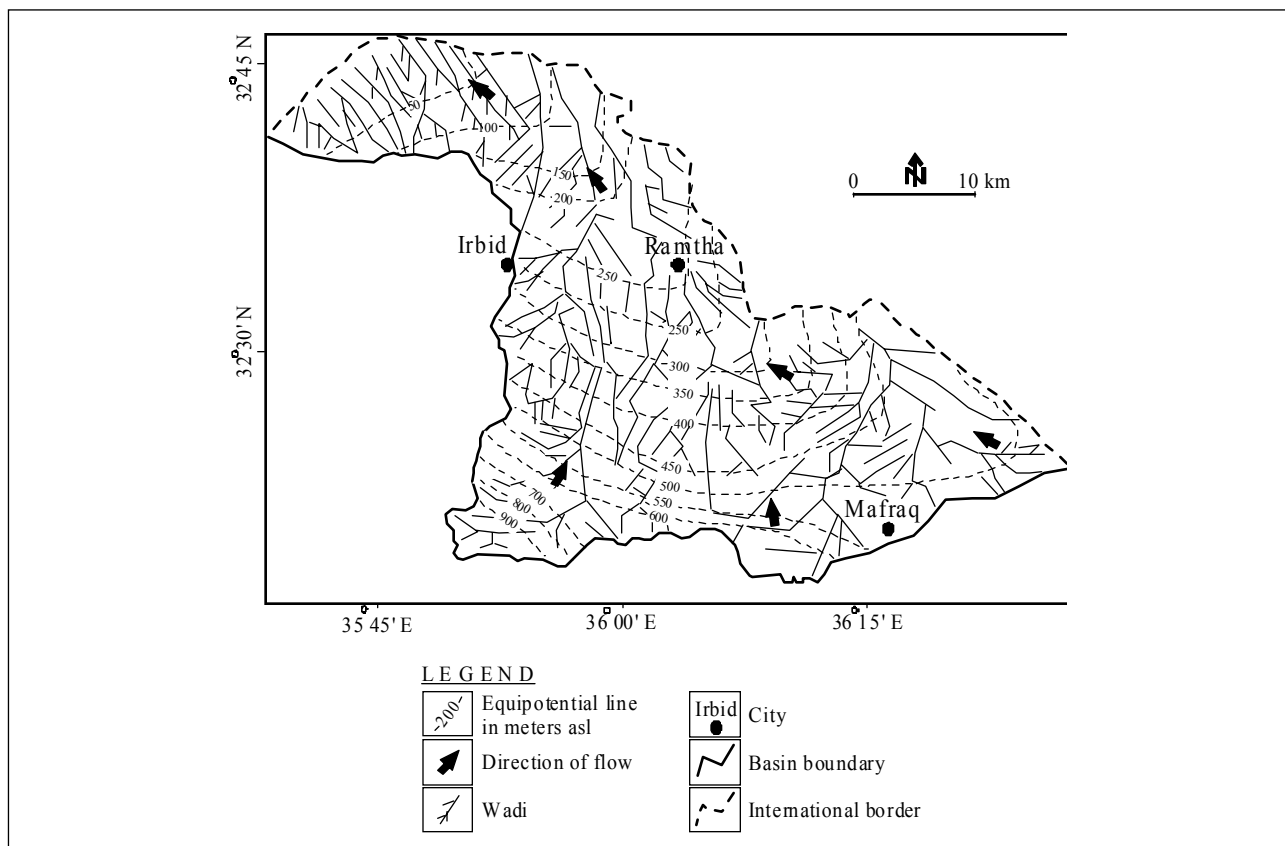 32 45' N
50
100
150
200
0 10 km
N
Irbid
Ramtha
250
250
32 30' N
300
350
400
450
500
550
600
700
800
900
Mafraq
35 45' E
36 00' E
36 15' E
LEGEND
-200-
Equipotential line
in meters asl
Direction of flow
Wadi
Irbid
City
Basin boundary
International border